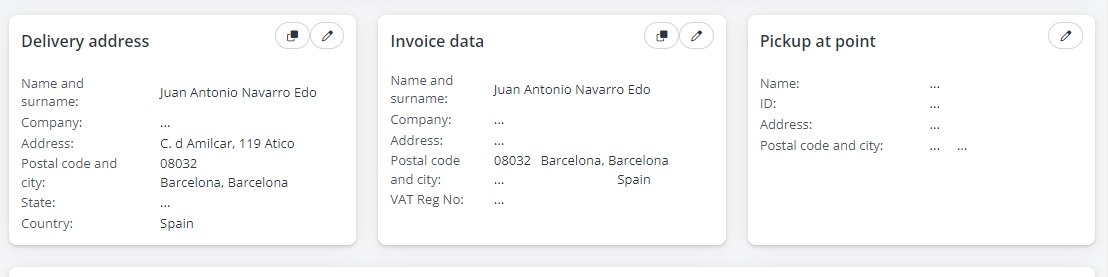 Delivery address
Name and surname: Juan Antonio Navarro Edo
Company: ...
Address: C. d Amilcar, 119 Atico
Postal code and city: 08032
Barcelona, Barcelona
State: ...
Country: Spain
Invoice data
Name and surname: Juan Antonio Navarro Edo
Company: ...
Address: ...
Postal code and city: 08032 Barcelona, Barcelona
... Spain
VAT Reg No: ...
Pickup at point
Name: ...
ID: ...
Address: ...
Postal code and city: ... ...